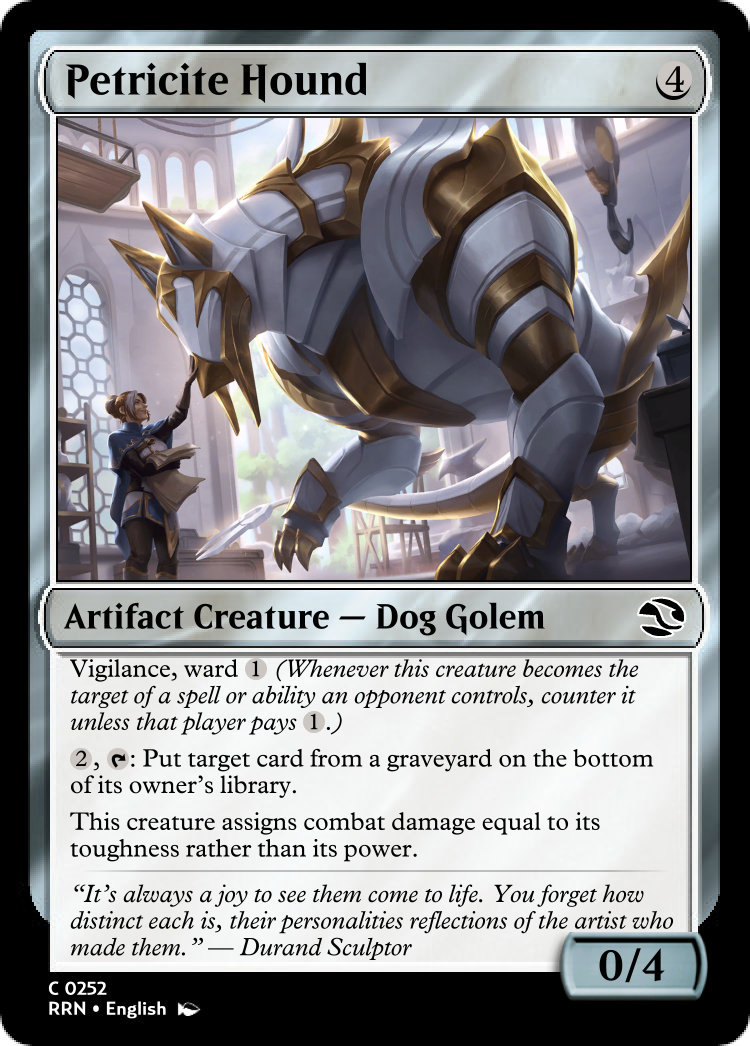 Petricite Hound 4
Artifact Creature — Dog Golem
Vigilance, ward 1 (Whenever this creature becomes the
target of a spell or ability an opponent controls, counter it
unless that player pays 1.)
2, : Put target card from a graveyard on the bottom
of its owner's library.
This creature assigns combat damage equal to its
toughness rather than its power.
“It's always a joy to see them come to life. You forget how
distinct each is, their personalities reflections of the artist who
made them.” — Durand Sculptor
0/4
C 0252
RRN • English